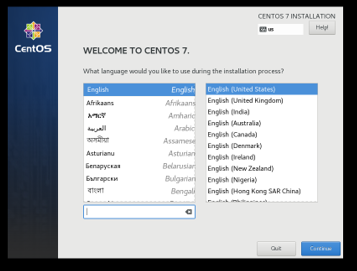 CENTOS 7 INSTALLATION
us
Help!
CentOS
WELCOME TO CENTOS 7.
What language would you like to use during the installation process?
English English
Afrikaans Afrikaans
አማርኛ Amharic
العربية Arabic
অসমীয়া Assamese
Asturianu Asturian
Беларуская Belarusian
Български Bulgarian
বাংলা Bengali
English (United States)
English (United Kingdom)
English (India)
English (Australia)
English (Canada)
English (Denmark)
English (Ireland)
English (New Zealand)
English (Nigeria)
English (Hong Kong SAR China)
Quit
Continue